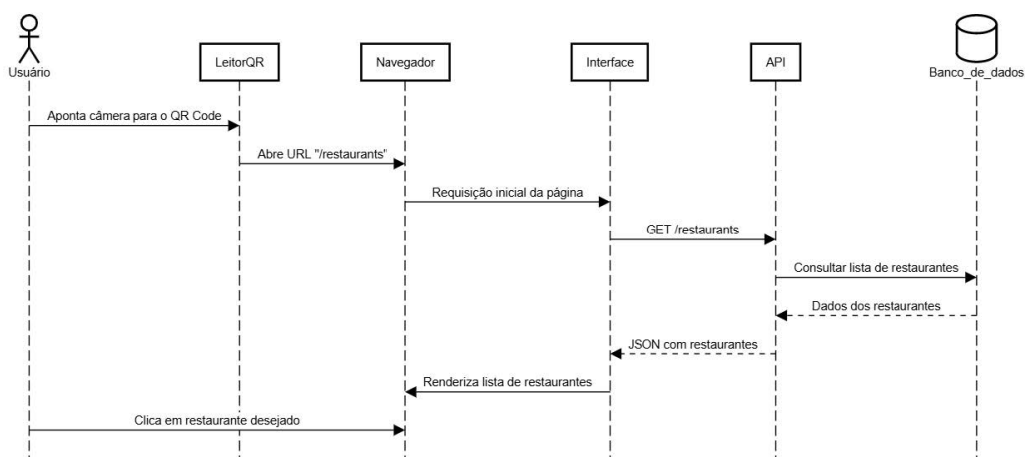 Usuário
LeitorQR
Navegador
Interface
API
Banco_de_dados
Aponta câmera para o QR Code
Abre URL "/restaurants"
Requisição inicial da página
GET /restaurants
Consultar lista de restaurantes
Dados dos restaurantes
JSON com restaurantes
Renderiza lista de restaurantes
Clica em restaurante desejado